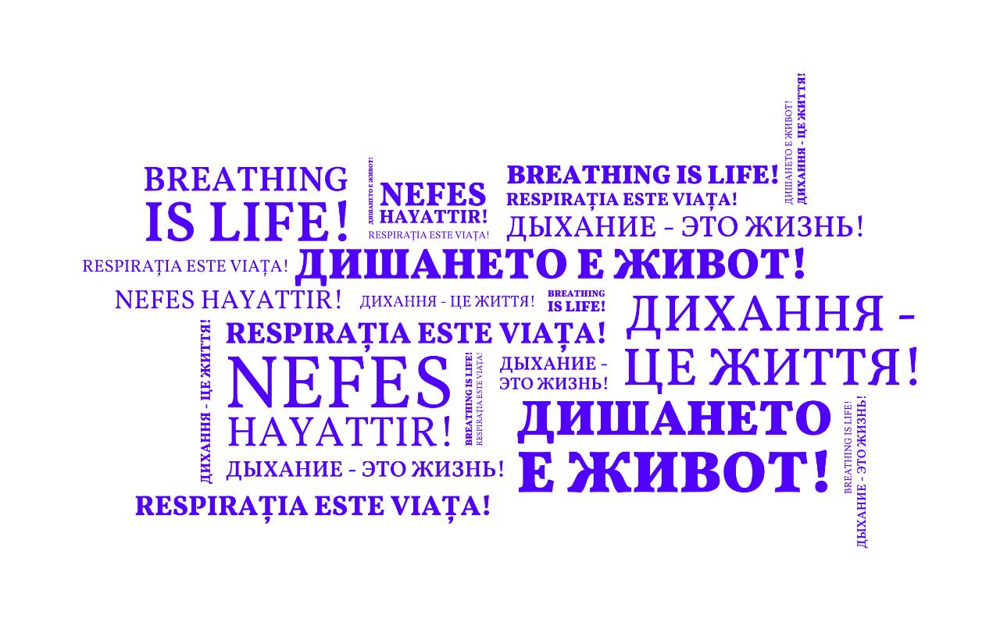 ДИШАНЕТО Е ЖИВОТ!
ДИХАННЯ - ЦЕ ЖИТТЯ!
BREATHING
IS LIFE!
ДИШАНЕТО Е ЖИВОТ!
NEFES
HAYATTIR!
RESPIRAȚIA ESTE VIAȚA!
BREATHING IS LIFE!
RESPIRAȚIA ESTE VIAȚA!
ДЫХАНИЕ - ЭТО ЖИЗНЬ!
RESPIRAȚIA ESTE VIAȚA!
ДИШАНЕТО Е ЖИВОТ!
NEFES HAYATTIR!
ДИХАННЯ - ЦЕ ЖИТТЯ!
BREATHING
IS LIFE!
ДИХАННЯ -
ЦЕ ЖИТТЯ!
ДИХАННЯ - ЦЕ ЖИТТЯ!
RESPIRAȚIA ESTE VIAȚA!
NEFES
HAYATTIR!
BREATHING IS LIFE!
RESPIRAȚIA ESTE VIAȚA!
ДЫХАНИЕ -
ЭТО ЖИЗНЬ!
ДИШАНЕТО
Е ЖИВОТ!
BREATHING IS LIFE!
ДЫХАНИЕ - ЭТО ЖИЗНЬ!
ДЫХАНИЕ - ЭТО ЖИЗНЬ!
RESPIRAȚIA ESTE VIAȚA!